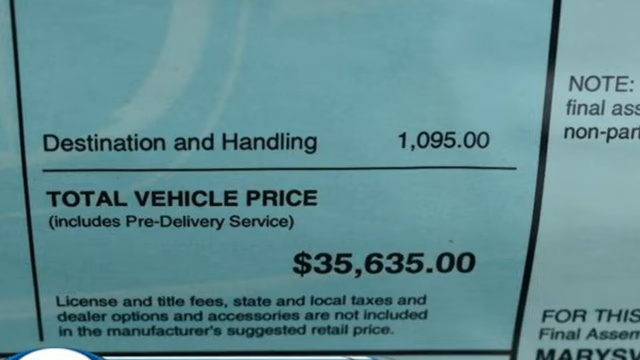 Destination and Handling 1,095.00
TOTAL VEHICLE PRICE
(includes Pre-Delivery Service)
$35,635.00
License and title fees, state and local taxes and
dealer options and accessories are not included
in the manufacturer's suggested retail price.
NOTE:
final ass
non-part
FOR THIS
Final Assem